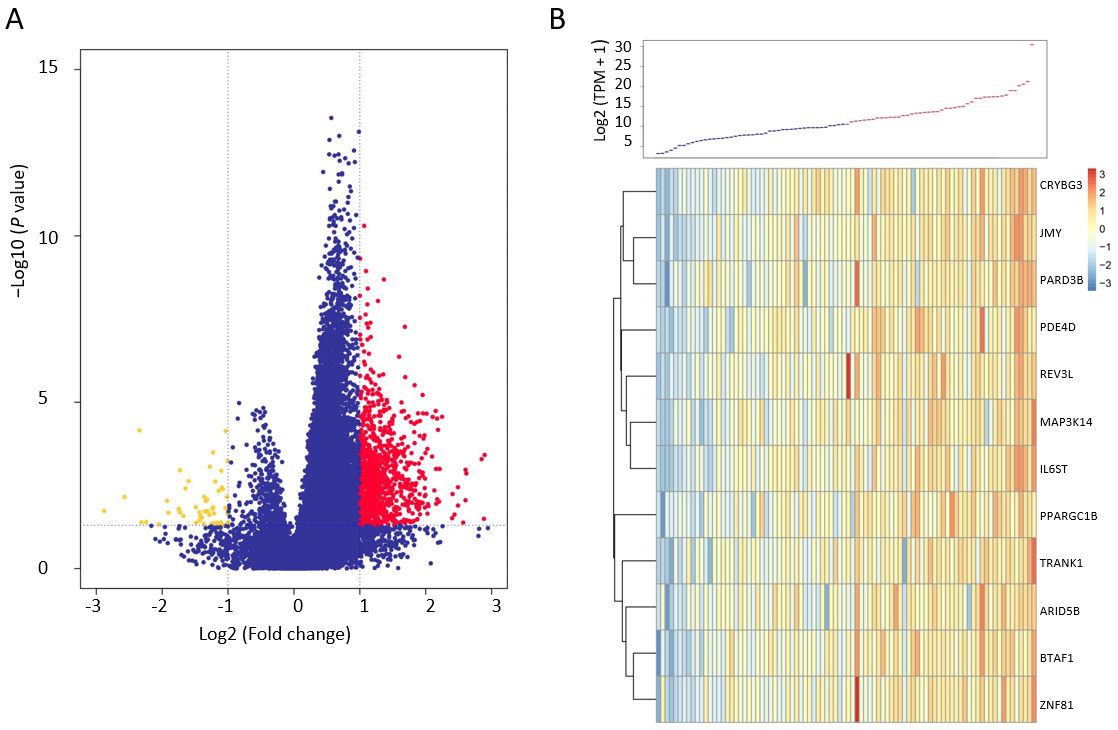 A
15
10
5
0
-3
-2
-1
0
1
2
3
−Log10 (P value)
Log2 (Fold change)
B
Log2 (TPM + 1)
30
25
20
15
10
5
CRYBG3
JMY
PARD3B
PDE4D
REV3L
MAP3K14
IL6ST
PPARGC1B
TRANK1
ARID5B
BTAF1
ZNF81
3
2
1
0
−1
−2
−3